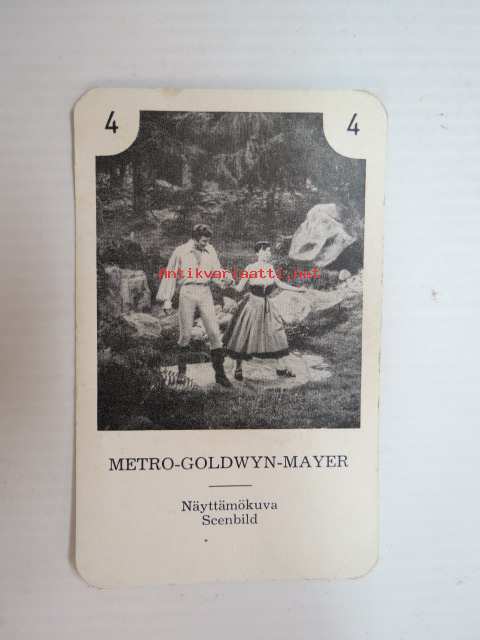 4 4
Antikvariaatti.net
METRO-GOLDWYN-MAYER
Näyttämökuva
Scenbild